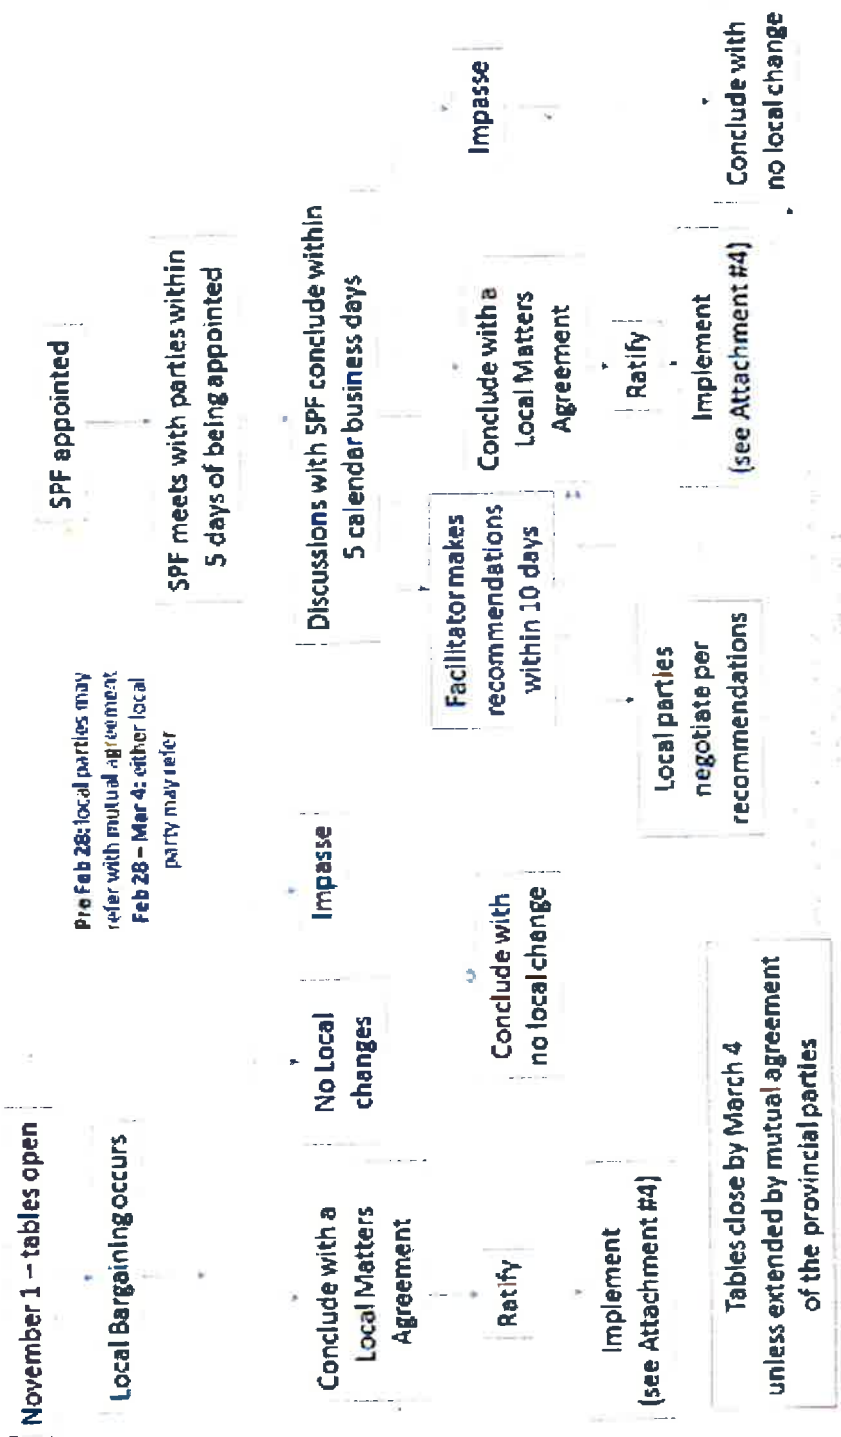 November 1 – tables open
Local Bargaining occurs
Conclude with a
Local Matters
Agreement
Ratify
Implement
(see Attachment #4)
No Local
changes
Impasse
Conclude with
no local change
Tables close by March 4
unless extended by mutual agreement
of the provincial parties
Pre Feb 28: local parties may
refer with mutual agreement
Feb 28 – Mar 4: either local
party may refer
SPF appointed
SPF meets with parties within
5 days of being appointed
Discussions with SPF conclude within
5 calendar business days
Facilitator makes
recommendations
within 10 days
Local parties
negotiate per
recommendations
Conclude with a
Local Matters
Agreement
Ratify
Implement
(see Attachment #4)
Impasse
Conclude with
no local change